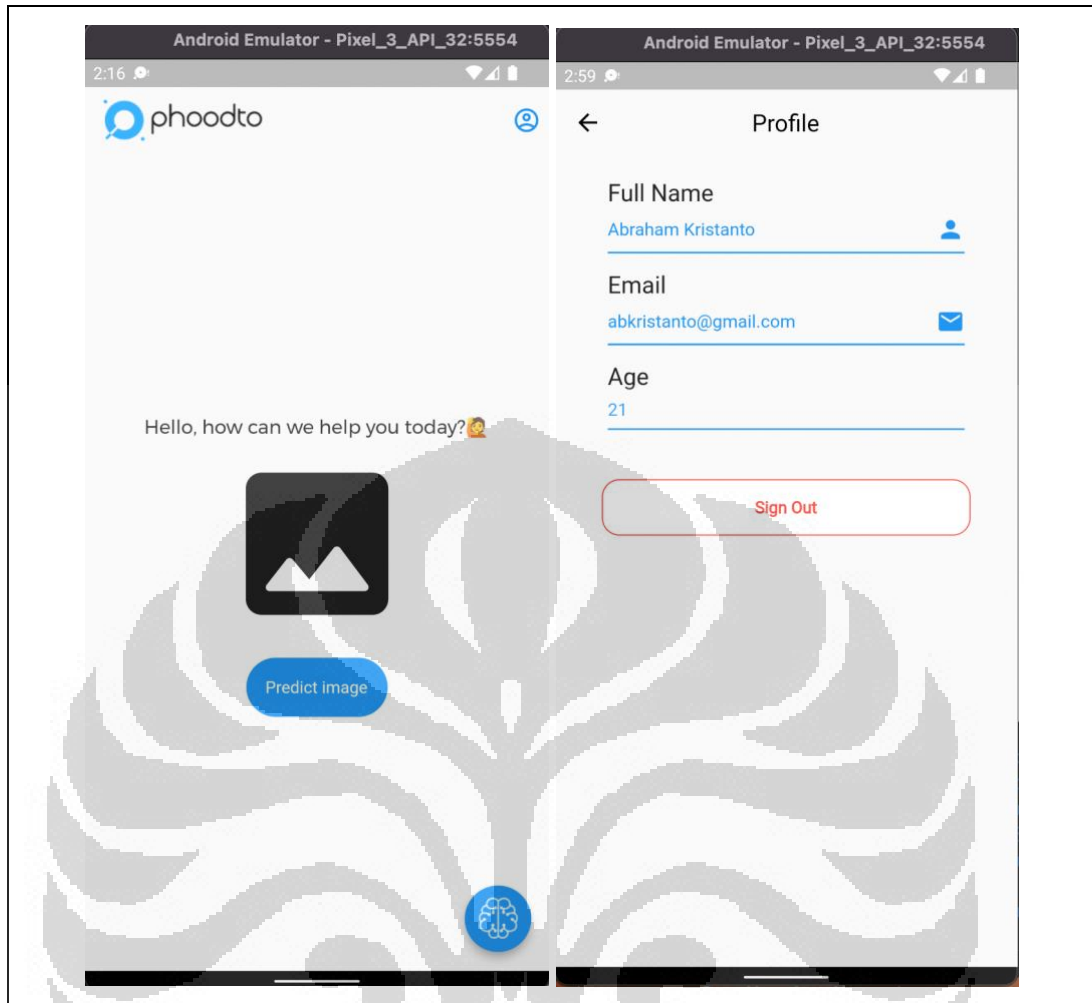 Android Emulator - Pixel_3_API_32:5554
2:16
phoodto
Hello, how can we help you today?🙋
Predict image
Android Emulator - Pixel_3_API_32:5554
2:59
Profile
Full Name
Abraham Kristanto
Email
abkristanto@gmail.com
Age
21
Sign Out